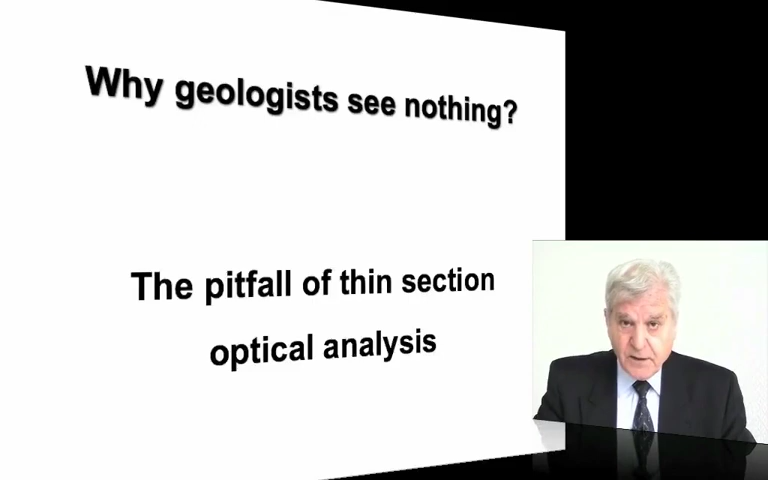 Why geologists see nothing?
The pitfall of thin section
optical analysis